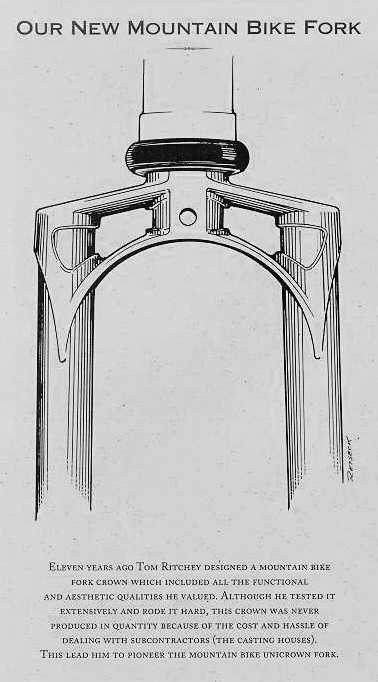 Our New Mountain Bike Fork
Eleven years ago Tom Ritchey designed a mountain bike
fork crown which included all the functional
and aesthetic qualities he valued. Although he tested it
extensively and rode it hard, this crown was never
produced in quantity because of the cost and hassle of
dealing with subcontractors (the casting houses).
This lead him to pioneer the mountain bike unicrown fork.